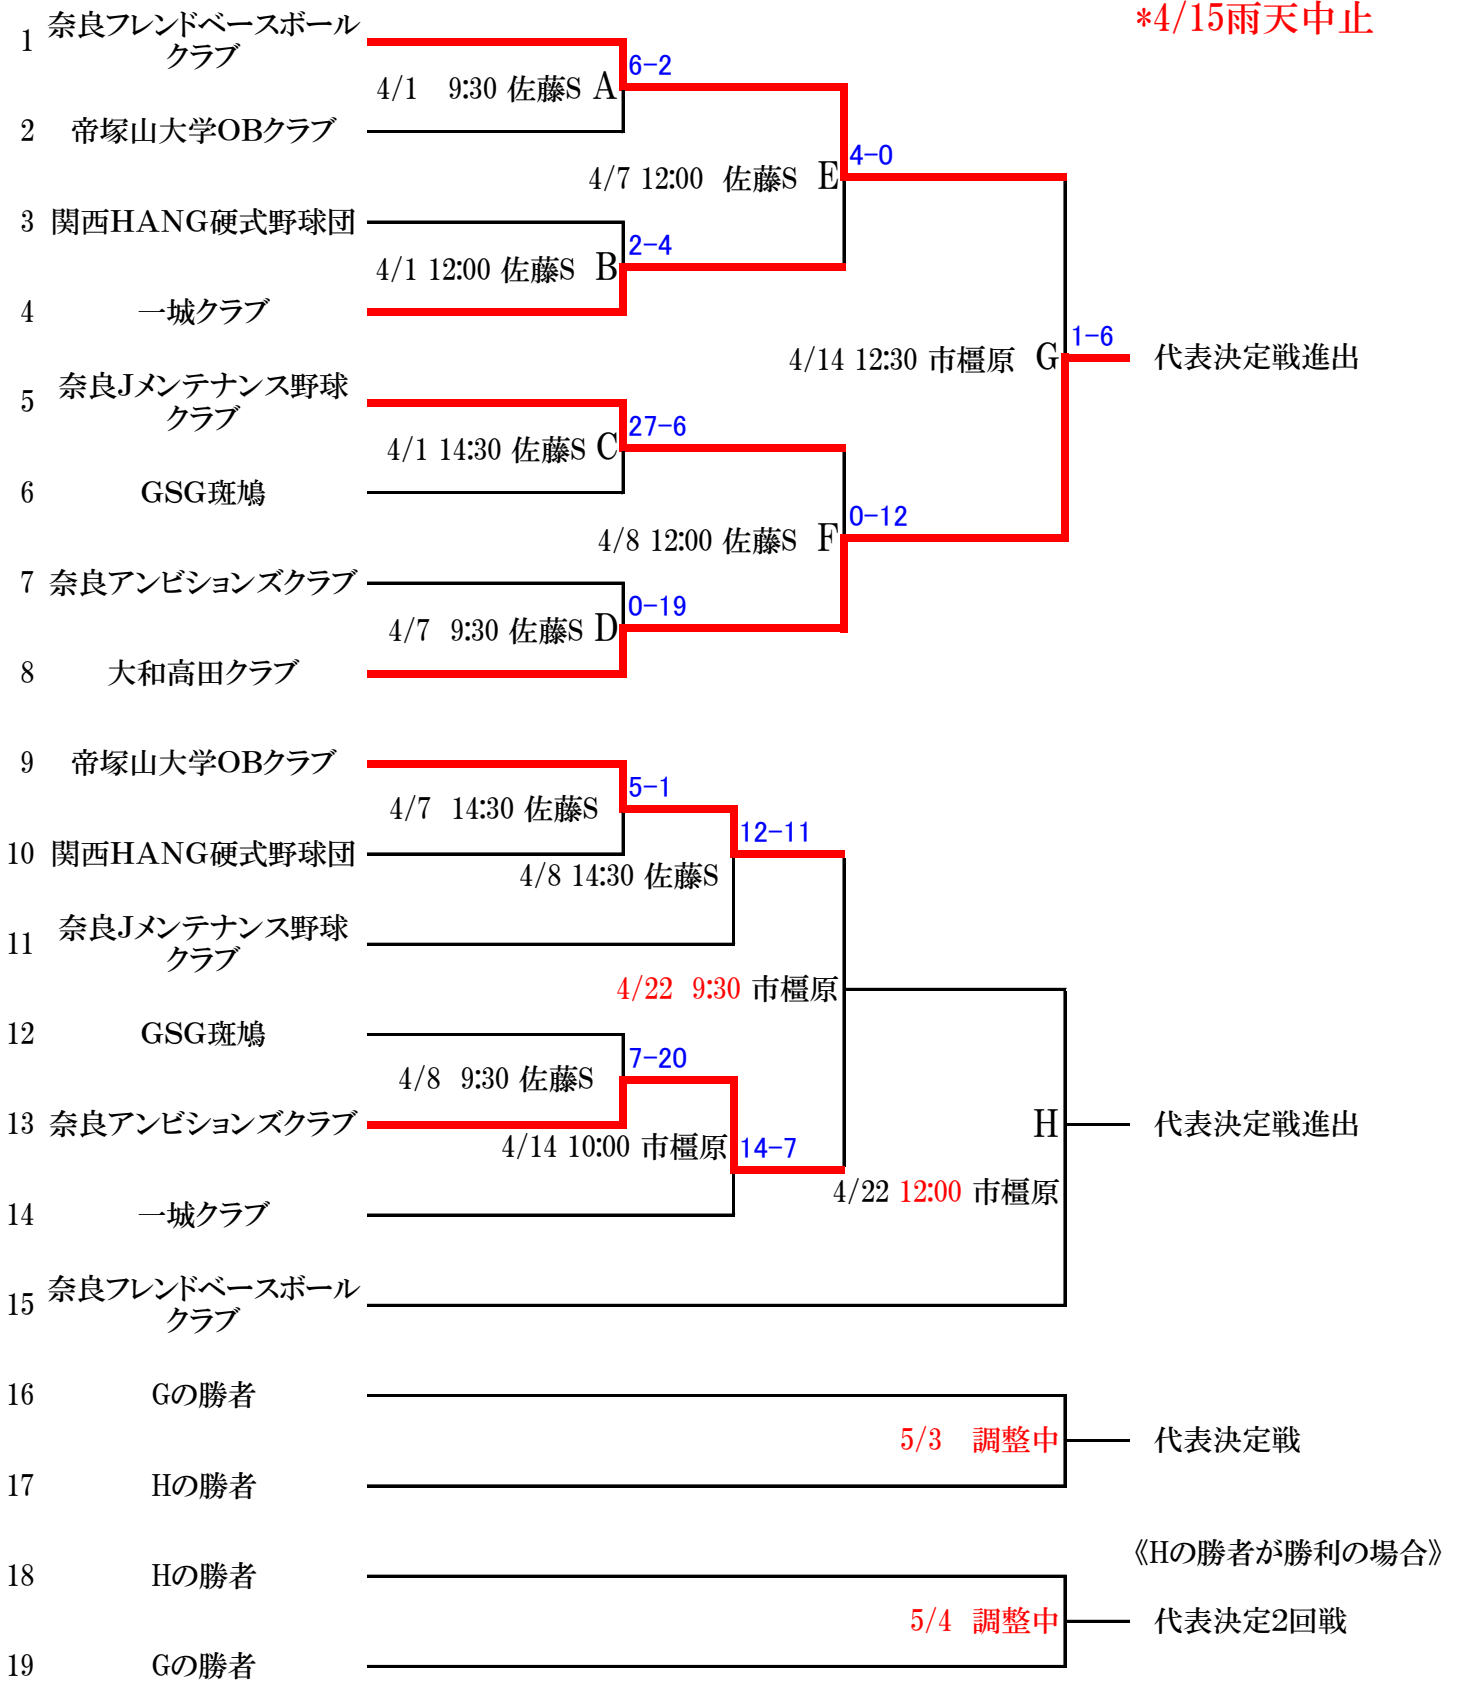 *4/15雨天中止
1 奈良フレンドベースボール
クラブ
6-2
4/1 9:30 佐藤S A
2 帝塚山大学OBクラブ
4-0
4/7 12:00 佐藤S E
3 関西HANG硬式野球団
2-4
4/1 12:00 佐藤S B
4 一城クラブ
1-6
4/14 12:30 市橿原 G 代表決定戦進出
5 奈良Jメンテナンス野球
クラブ
27-6
4/1 14:30 佐藤S C
6 GSG斑鳩
0-12
4/8 12:00 佐藤S F
7 奈良アンビションズクラブ
0-19
4/7 9:30 佐藤S D
8 大和高田クラブ
9 帝塚山大学OBクラブ
5-1
4/7 14:30 佐藤S
12-11
10 関西HANG硬式野球団
4/8 14:30 佐藤S
11 奈良Jメンテナンス野球
クラブ
4/22 9:30 市橿原
12 GSG斑鳩
7-20
4/8 9:30 佐藤S
13 奈良アンビションズクラブ
H 代表決定戦進出
4/14 10:00 市橿原
14-7
4/22 12:00 市橿原
14 一城クラブ
15 奈良フレンドベースボール
クラブ
16 Gの勝者
5/3 調整中 代表決定戦
17 Hの勝者
《Hの勝者が勝利の場合》
18 Hの勝者
5/4 調整中 代表決定2回戦
19 Gの勝者